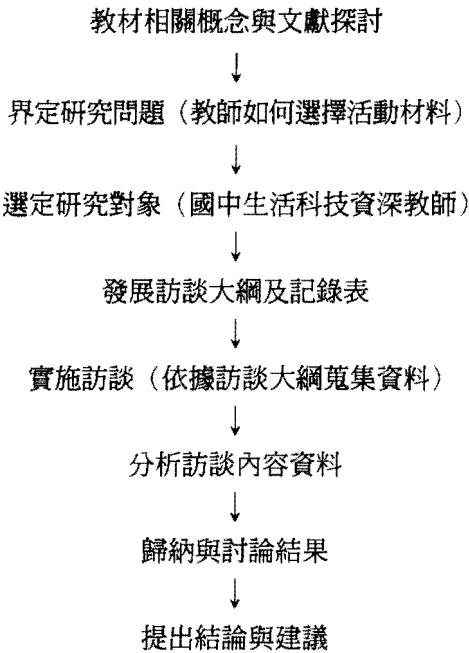 教材相關概念與文獻探討
↓
界定研究問題（教師如何選擇活動材料）
↓
選定研究對象（國中生活科技資深教師）
↓
發展訪談大綱及記錄表
↓
實施訪談（依據訪談大綱蒐集資料）
↓
分析訪談內容資料
↓
歸納與討論結果
↓
提出結論與建議